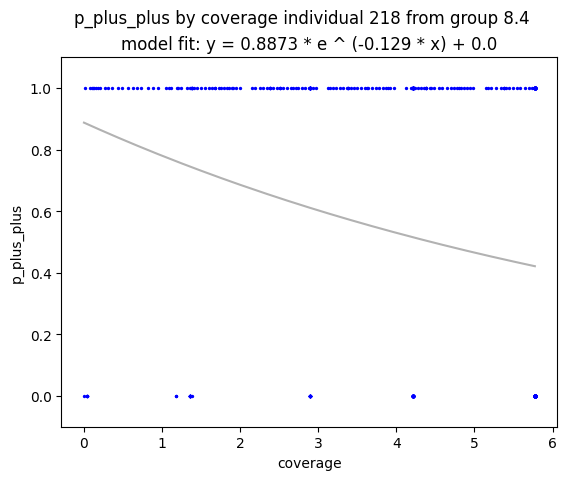 p_plus_plus by coverage individual 218 from group 8.4
model fit: y = 0.8873 * e ^ (-0.129 * x) + 0.0
1.0
0.8
0.6
0.4
0.2
0.0
p_plus_plus
0 1 2 3 4 5 6
coverage